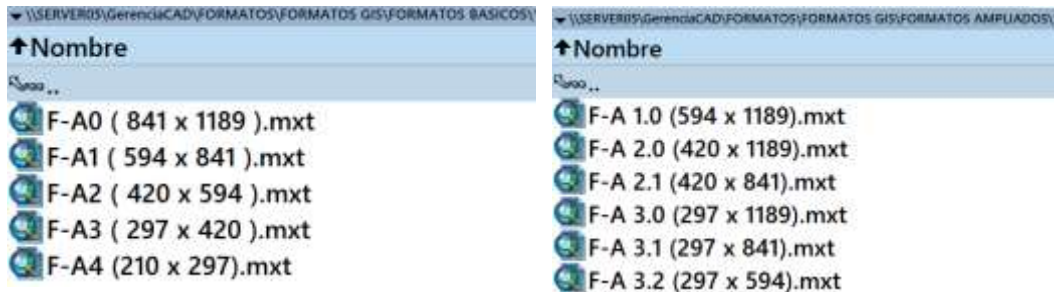 \\SERVER05\GerenciaCAD\FORMATOS\FORMATOS GIS\FORMATOS BASICOS\
Nombre
..
F-A0 ( 841 x 1189 ).mxt
F-A1 ( 594 x 841 ).mxt
F-A2 ( 420 x 594 ).mxt
F-A3 ( 297 x 420 ).mxt
F-A4 (210 x 297).mxt
\\SERVER05\GerenciaCAD\FORMATOS\FORMATOS GIS\FORMATOS AMPLIADOS\
Nombre
..
F-A 1.0 (594 x 1189).mxt
F-A 2.0 (420 x 1189).mxt
F-A 2.1 (420 x 841).mxt
F-A 3.0 (297 x 1189).mxt
F-A 3.1 (297 x 841).mxt
F-A 3.2 (297 x 594).mxt